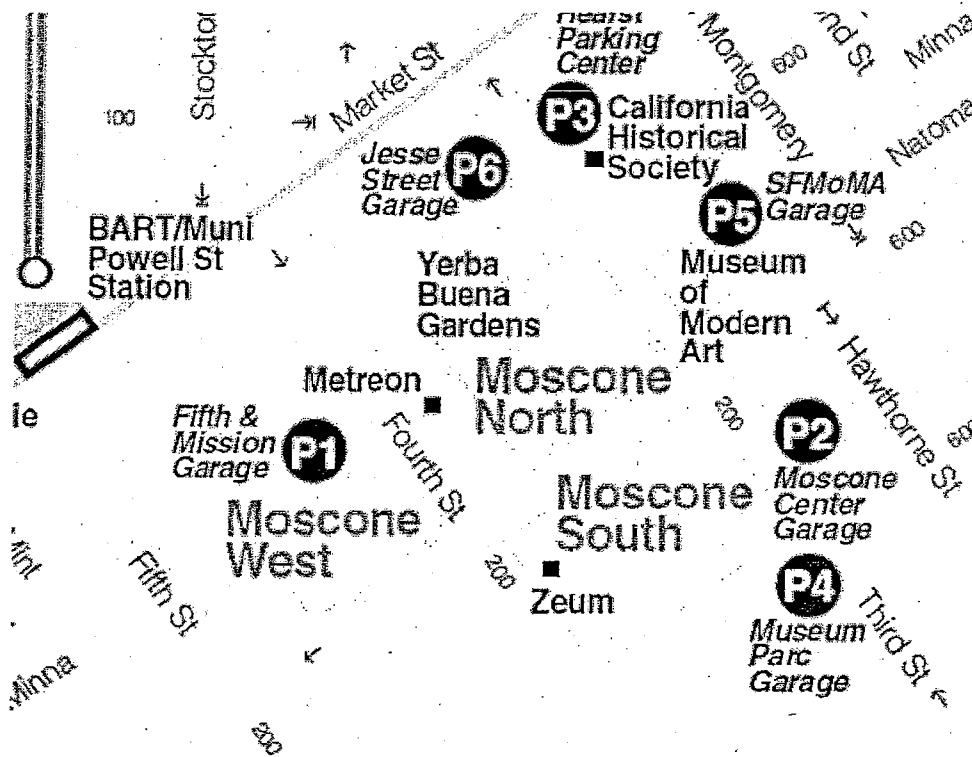 Hearst
Parking
Center
P3
California
Historical
Society
Montgomery
600
Minna
Natoma
Stockton
100
Market St
Jesse
Street
Garage
P6
P5
SFMoMA
Garage
600
BART/Muni
Powell St
Station
Yerba
Buena
Gardens
Museum
of
Modern
Art
Metreon
Moscone
North
Hawthorne St
200
P2
Moscone
Center
Garage
600
Fifth &
Mission
Garage
P1
Fourth St
Moscone
West
Moscone
South
200
Zeum
P4
Museum
Parc
Garage
Third St
Fifth St
Minna
200